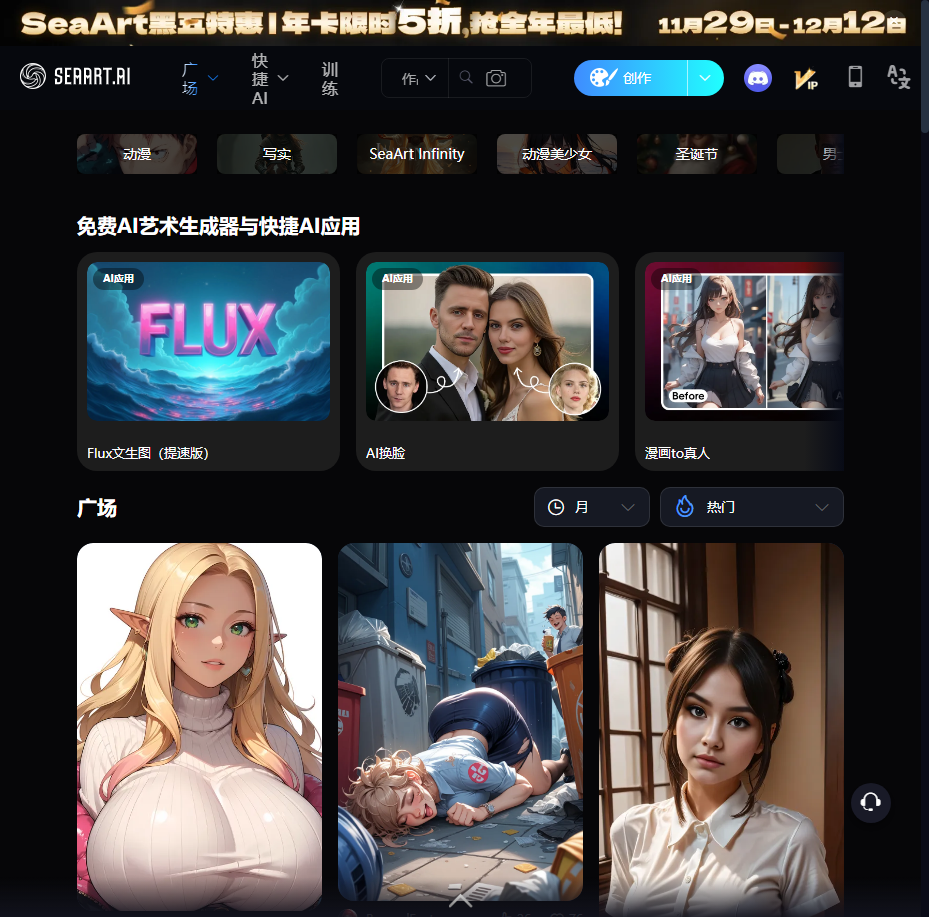 SeaArt黑五特惠 | 年卡限时5折,抢全年最低! 11月29日-12月12日
SEAART.AI
广场
快捷AI
训练
创作
VIP
动漫
写实
SeaArt Infinity
动漫美少女
圣诞节
免费AI艺术生成器与快捷AI应用
AI应用
FLUX
Flux文生图（提速版）
AI应用
AI换脸
AI应用
Before
漫画to真人
广场
月
热门